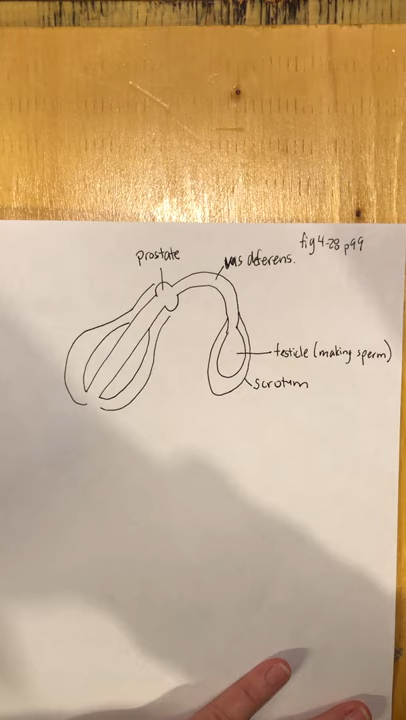 fig 4-28 p99
prostate
vas deferens.
testicle (making sperm)
scrotum